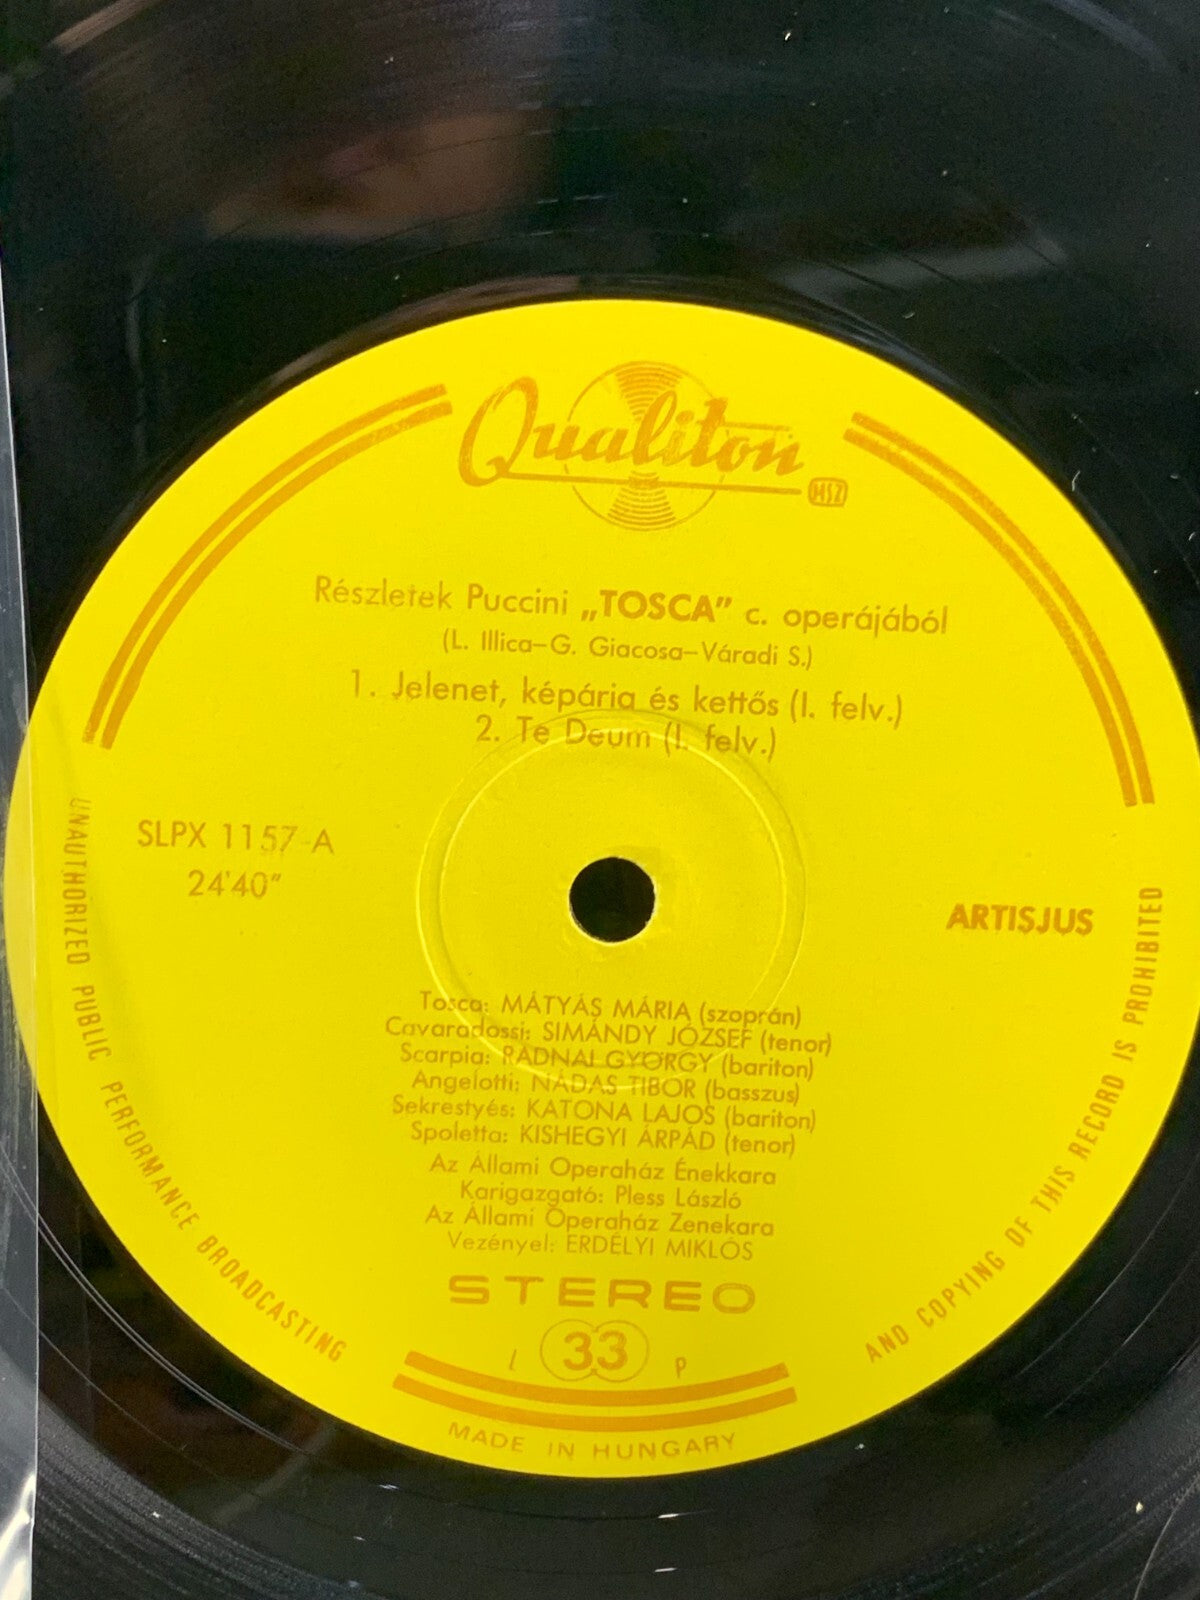 Qualiton
MHSZ
Részletek Puccini „TOSCA” c. operájából
(L. Illica–G. Giacosa–Váradi S.)
1. Jelenet, képária és kettős (I. felv.)
2. Te Deum (I. felv.)
SLPX 1157-A
24'40"
ARTISJUS
Tosca: MÁTYÁS MÁRIA (szoprán)
Cavaradossi: SIMÁNDY JÓZSEF (tenor)
Scarpia: RADNAI GYÖRGY (bariton)
Angelotti: NÁDAS TIBOR (basszus)
Sekrestyés: KATONA LAJOS (bariton)
Spoletta: KISHEGYI ÁRPÁD (tenor)
Az Állami Operaház Énekkara
Karigazgató: Pless László
Az Állami Operaház Zenekara
Vezényel: ERDÉLYI MIKLÓS
STEREO
l 33 p
MADE IN HUNGARY
UNAUTHORIZED PUBLIC PERFORMANCE BROADCASTING
AND COPYING OF THIS RECORD IS PROHIBITED